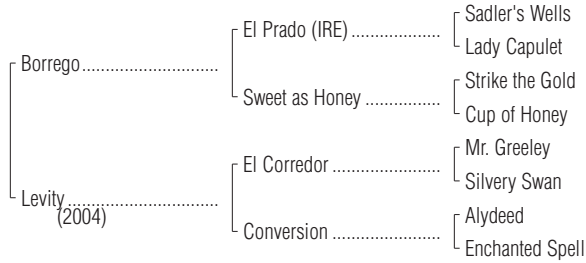 Sadler's Wells
El Prado (IRE) ....................
Lady Capulet
Borrego...............................
Strike the Gold
Sweet as Honey .................
Cup of Honey
Mr. Greeley
El Corredor ........................
Silvery Swan
Levity..................................
(2004)
Alydeed
Conversion ........................
Enchanted Spell